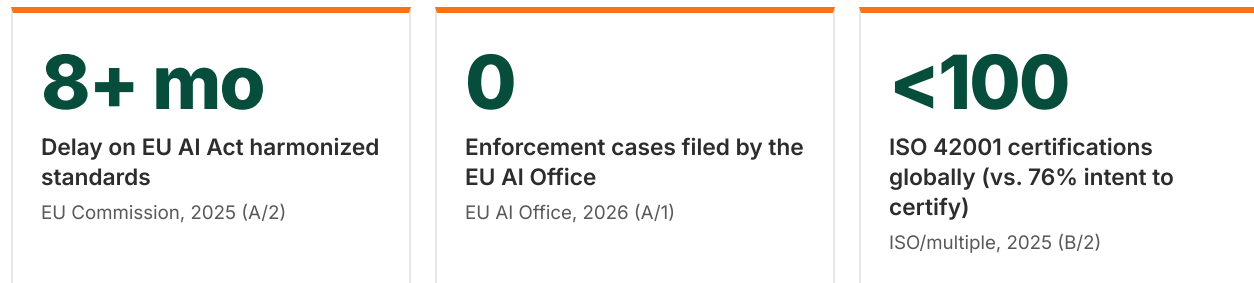 8+ mo
Delay on EU AI Act harmonized
standards
EU Commission, 2025 (A/2)
0
Enforcement cases filed by the
EU AI Office
EU AI Office, 2026 (A/1)
<100
ISO 42001 certifications
globally (vs. 76% intent to
certify)
ISO/multiple, 2025 (B/2)